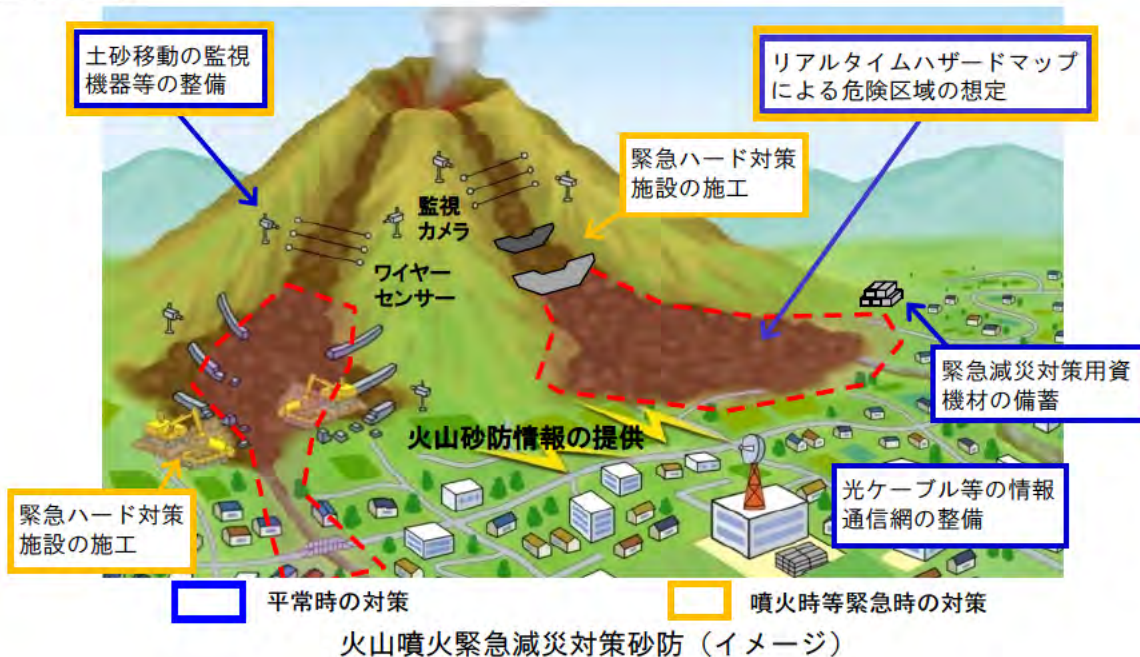 土砂移動の監視
機器等の整備
リアルタイムハザードマップ
による危険区域の想定
緊急ハード対策
施設の施工
監視
カメラ
ワイヤー
センサー
緊急減災対策用資
機材の備蓄
火山砂防情報の提供
光ケーブル等の情報
通信網の整備
緊急ハード対策
施設の施工
平常時の対策
噴火時等緊急時の対策
火山噴火緊急減災対策砂防（イメージ）